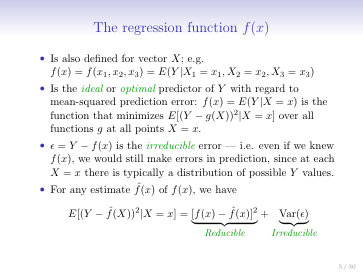 The regression function f(x)
• Is also defined for vector X; e.g.
f(x) = f(x₁, x₂, x₃) = E(Y|X₁ = x₁, X₂ = x₂, X₃ = x₃)
• Is the ideal or optimal predictor of Y with regard to
mean-squared prediction error: f(x) = E(Y|X = x) is the
function that minimizes E[(Y − g(X))²|X = x] over all
functions g at all points X = x.
• ϵ = Y − f(x) is the irreducible error — i.e. even if we knew
f(x), we would still make errors in prediction, since at each
X = x there is typically a distribution of possible Y values.
• For any estimate f̂(x) of f(x), we have
E[(Y − f̂(X))²|X = x] = [f(x) − f̂(x)]² + Var(ϵ)
Reducible Irreducible
5 / 30